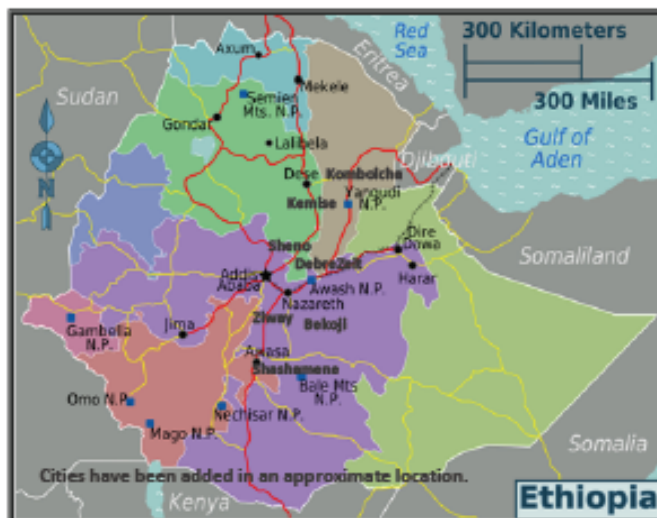 Red
Sea
300 Kilometers
300 Miles
Axum
Eritrea
Mekele
Sudan
Semien
Mts. N.P.
Gondar
Lalibela
Gulf of
Aden
Djibouti
Dese
Kombolcha
Kembe
Yangudi
N.P.
N
Sheno
Dire
Dawa
Somaliland
DebreZeit
Addis
Ababa
Harar
Awash N.P.
Nazareth
Ziway
Bekoji
Jima
Gambella
N.P.
Awasa
Shashamene
Bale Mts
N.P.
Omo N.P.
Nechisar N.P.
Mago N.P.
Somalia
Cities have been added in an approximate location.
Kenya
Ethiopia